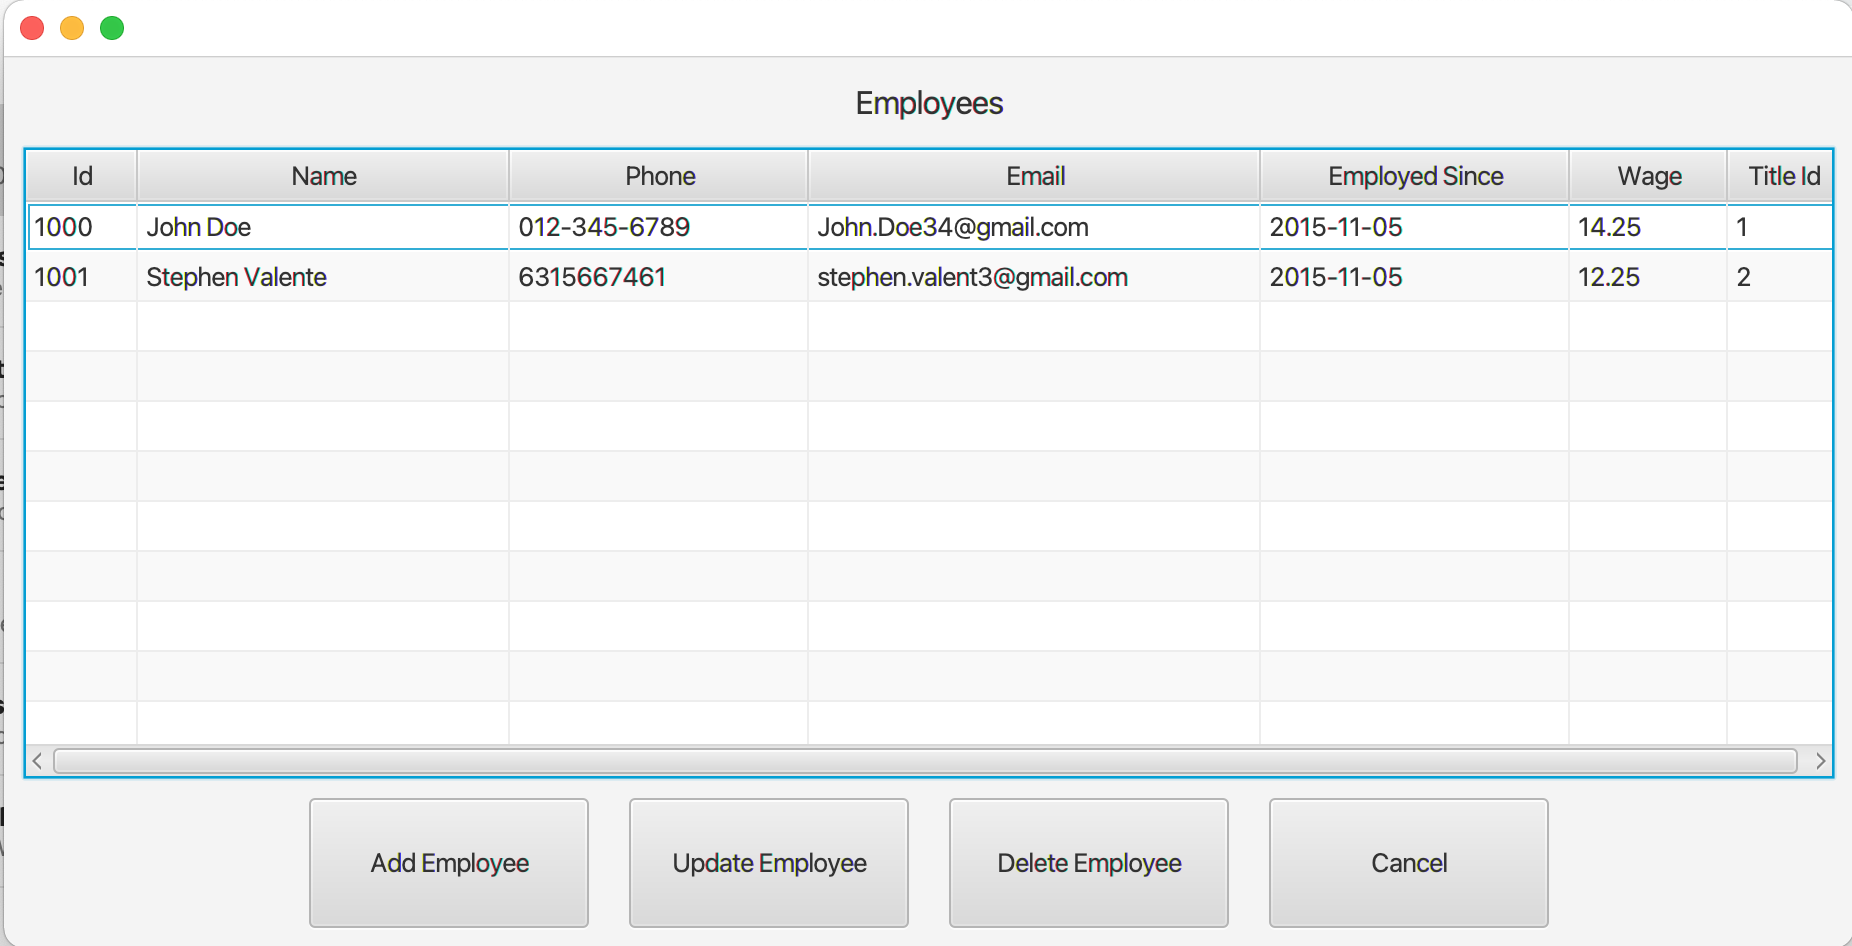 Employees
Id Name Phone Email Employed Since Wage Title Id
1000 John Doe 012-345-6789 John.Doe34@gmail.com 2015-11-05 14.25 1
1001 Stephen Valente 6315667461 stephen.valent3@gmail.com 2015-11-05 12.25 2
Add Employee Update Employee Delete Employee Cancel